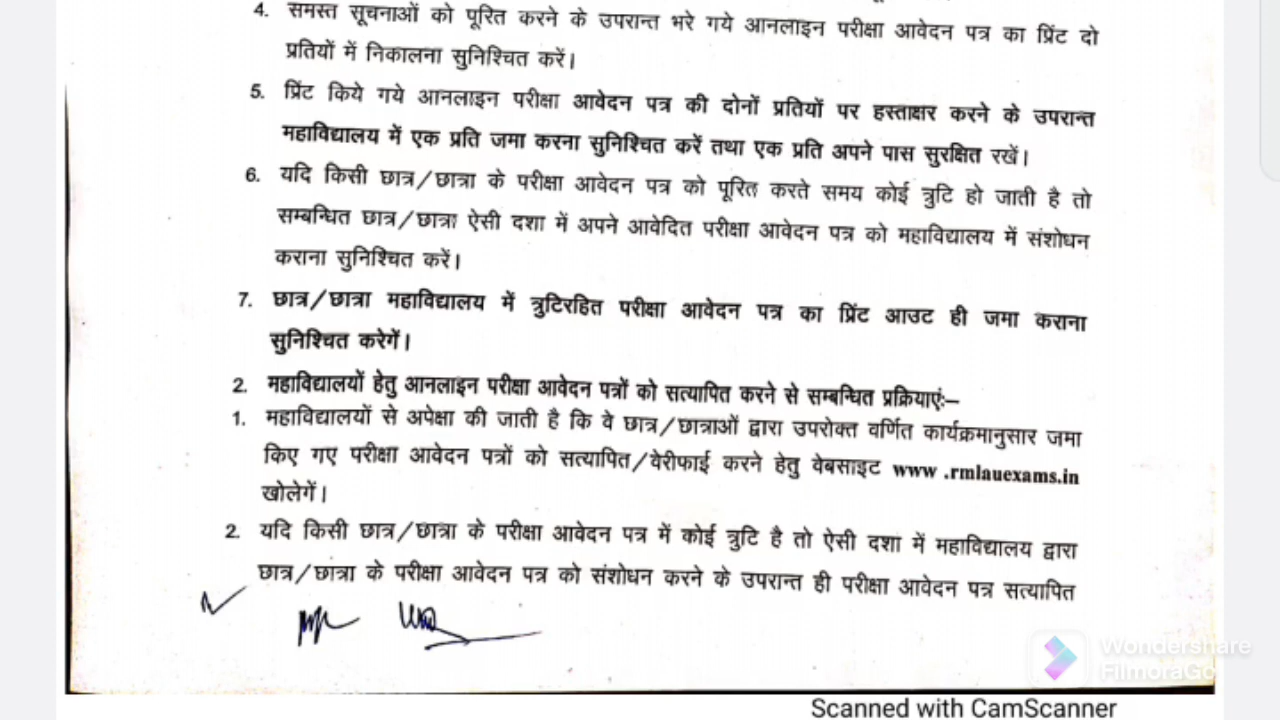 4. समस्त सूचनाओं को पूरित करने के उपरान्त भरे गये आनलाइन परीक्षा आवेदन पत्र का प्रिंट दो
प्रतियों में निकालना सुनिश्चित करें।
5. प्रिंट किये गये आनलाइन परीक्षा आवेदन पत्र की दोनों प्रतियों पर हस्ताक्षर करने के उपरान्त
महाविद्यालय में एक प्रति जमा करना सुनिश्चित करें तथा एक प्रति अपने पास सुरक्षित रखें।
6. यदि किसी छात्र/छात्रा के परीक्षा आवेदन पत्र को पूरित करते समय कोई त्रुटि हो जाती है तो
सम्बन्धित छात्र/छात्रा ऐसी दशा में अपने आवेदित परीक्षा आवेदन पत्र को महाविद्यालय में संशोधन
कराना सुनिश्चित करें।
7. छात्र/छात्रा महाविद्यालय में त्रुटिरहित परीक्षा आवेदन पत्र का प्रिंट आउट ही जमा कराना
सुनिश्चित करेगें।
2. महाविद्यालयों हेतु आनलाइन परीक्षा आवेदन पत्रों को सत्यापित करने से सम्बन्धित प्रक्रियाएं:–
1. महाविद्यालयों से अपेक्षा की जाती है कि वे छात्र/छात्राओं द्वारा उपरोक्त वर्णित कार्यक्रमानुसार जमा
किए गए परीक्षा आवेदन पत्रों को सत्यापित/वेरीफाई करने हेतु वेबसाइट www .rmlauexams.in
खोलेगें।
2. यदि किसी छात्र/छात्रा के परीक्षा आवेदन पत्र में कोई त्रुटि है तो ऐसी दशा में महाविद्यालय द्वारा
छात्र/छात्रा के परीक्षा आवेदन पत्र को संशोधन करने के उपरान्त ही परीक्षा आवेदन पत्र सत्यापित
Wondershare
FilmoraGo
Scanned with CamScanner